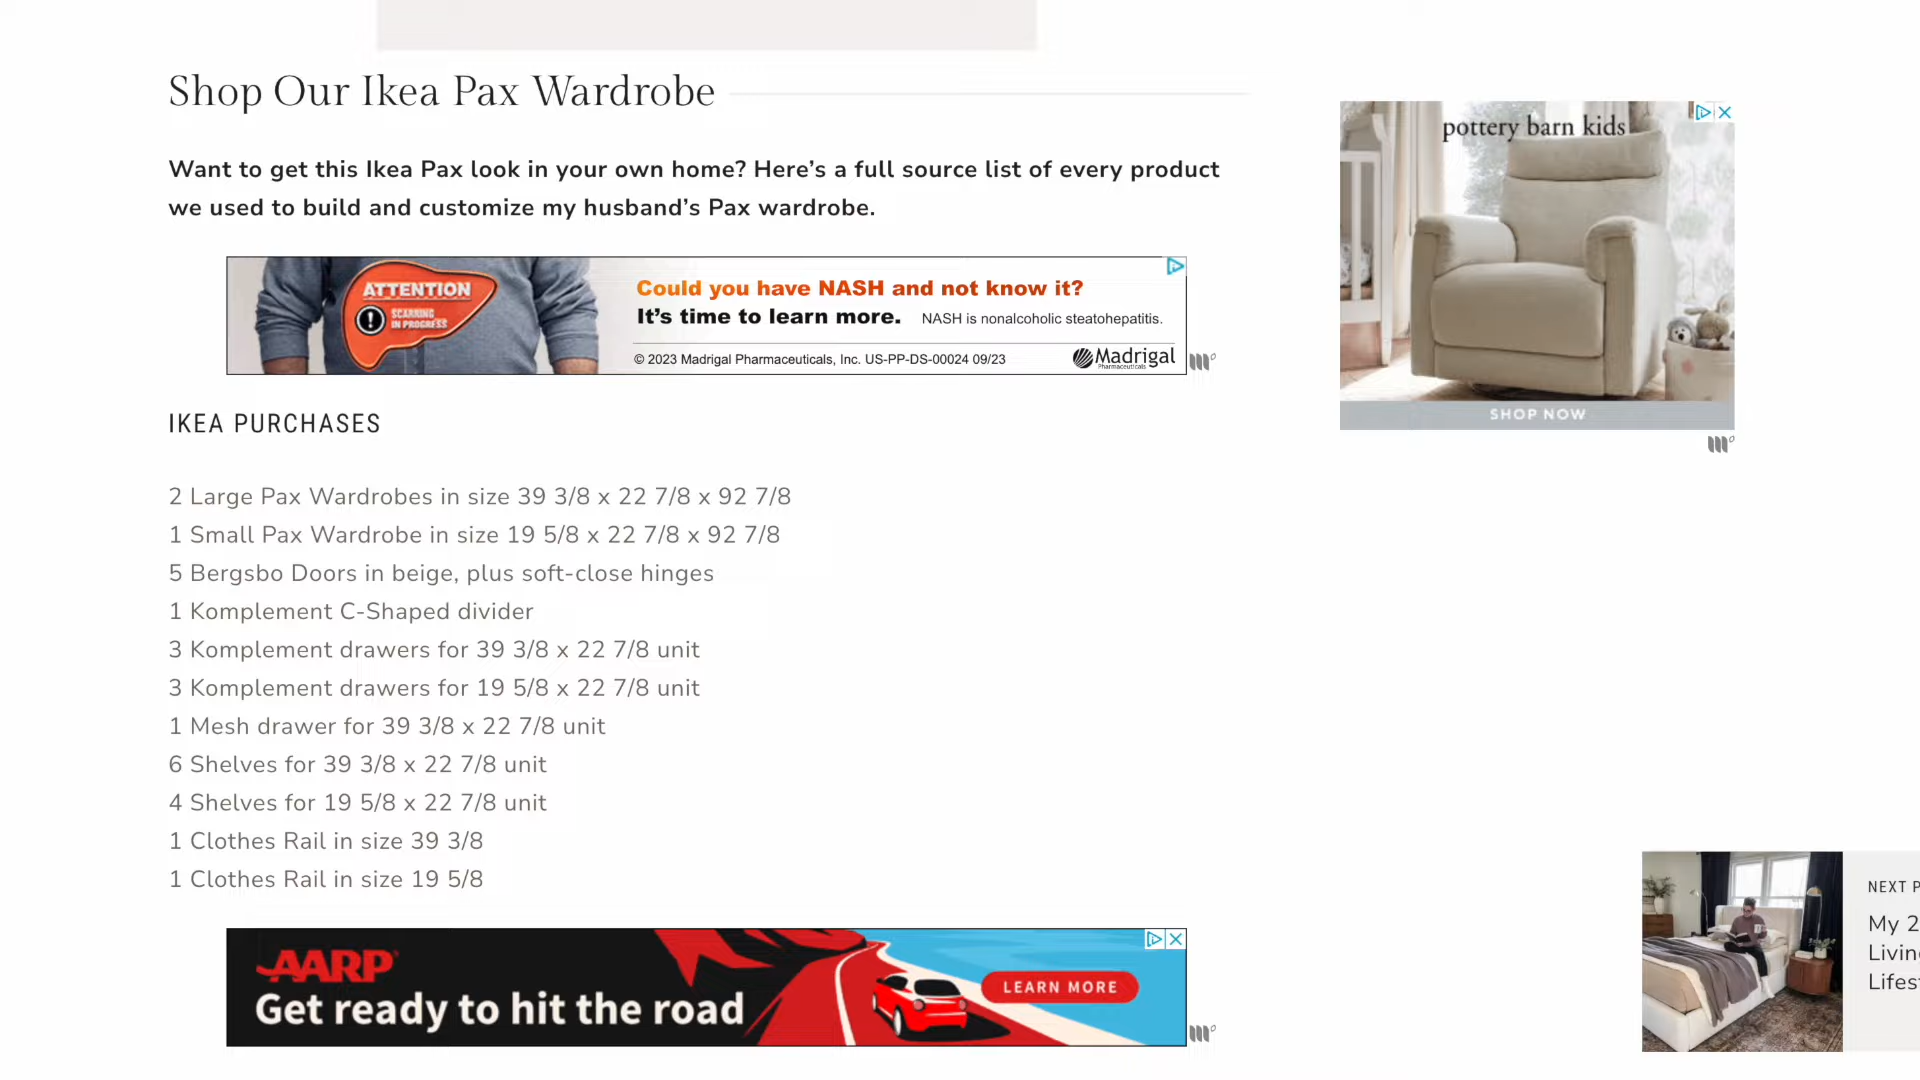 Shop Our Ikea Pax Wardrobe
Want to get this Ikea Pax look in your own home? Here’s a full source list of every product
we used to build and customize my husband’s Pax wardrobe.
ATTENTION
SCARRING
IN PROGRESS
Could you have NASH and not know it?
It’s time to learn more. NASH is nonalcoholic steatohepatitis.
© 2023 Madrigal Pharmaceuticals, Inc. US-PP-DS-00024 09/23
Madrigal
Pharmaceuticals
pottery barn kids
SHOP NOW
IKEA PURCHASES
2 Large Pax Wardrobes in size 39 3/8 x 22 7/8 x 92 7/8
1 Small Pax Wardrobe in size 19 5/8 x 22 7/8 x 92 7/8
5 Bergsbo Doors in beige, plus soft-close hinges
1 Komplement C-Shaped divider
3 Komplement drawers for 39 3/8 x 22 7/8 unit
3 Komplement drawers for 19 5/8 x 22 7/8 unit
1 Mesh drawer for 39 3/8 x 22 7/8 unit
6 Shelves for 39 3/8 x 22 7/8 unit
4 Shelves for 19 5/8 x 22 7/8 unit
1 Clothes Rail in size 39 3/8
1 Clothes Rail in size 19 5/8
AARP
Get ready to hit the road
LEARN MORE
NEXT P
My 2
Livin
Lifes